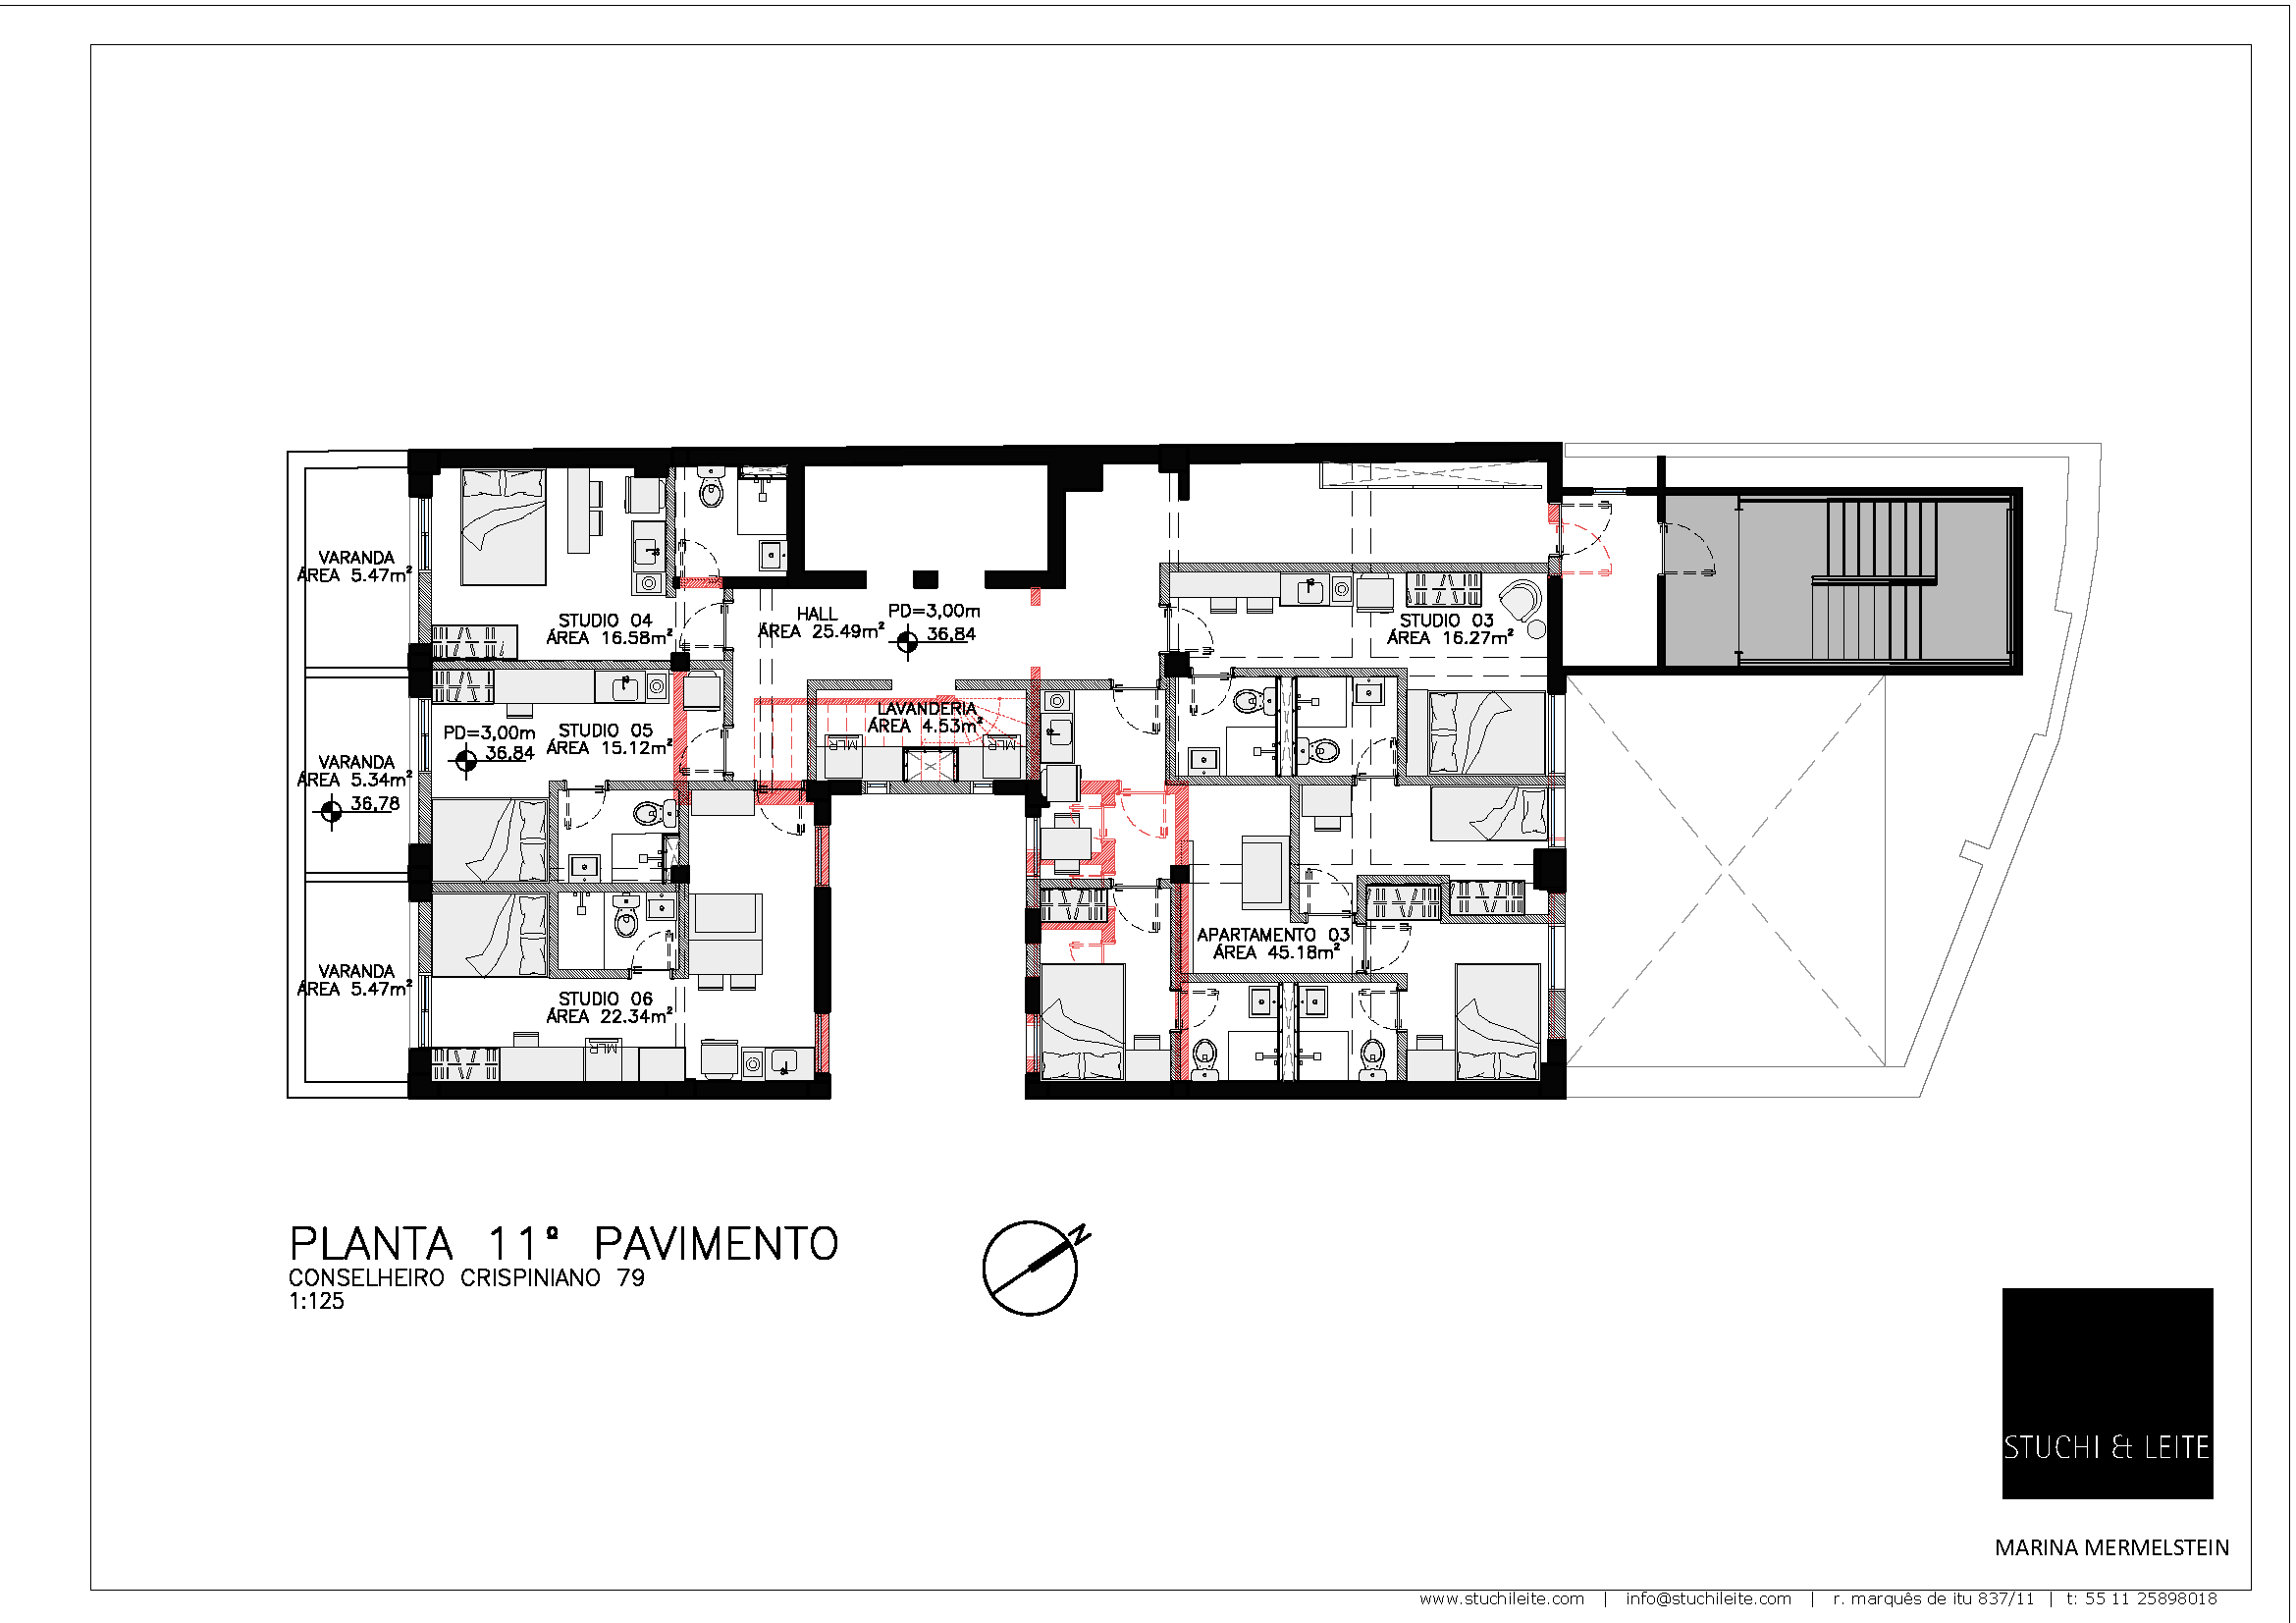 VARANDA
ÁREA 5.47m²
STUDIO 04
ÁREA 16.58m²
HALL
ÁREA 25.49m²
PD=3,00m
36,84
STUDIO 03
ÁREA 16.27m²
VARANDA
ÁREA 5.34m²
36,78
PD=3,00m
36,84
STUDIO 05
ÁREA 15.12m²
LAVANDERIA
ÁREA 4.53m²
MLR
MLR
VARANDA
ÁREA 5.47m²
STUDIO 06
ÁREA 22.34m²
MLR
APARTAMENTO 03
ÁREA 45.18m²
PLANTA 11º PAVIMENTO
CONSELHEIRO CRISPINIANO 79
1:125
N
STUCHI & LEITE
MARINA MERMELSTEIN
www.stuchileite.com | info@stuchileite.com | r. marquês de itu 837/11 | t: 55 11 25898018